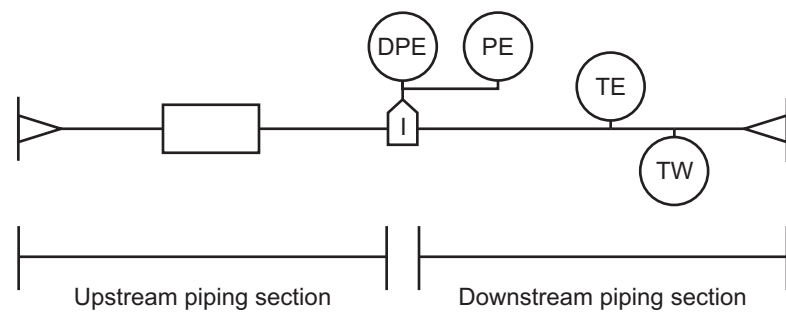 DPE
PE
TE
I
TW
Upstream piping section
Downstream piping section